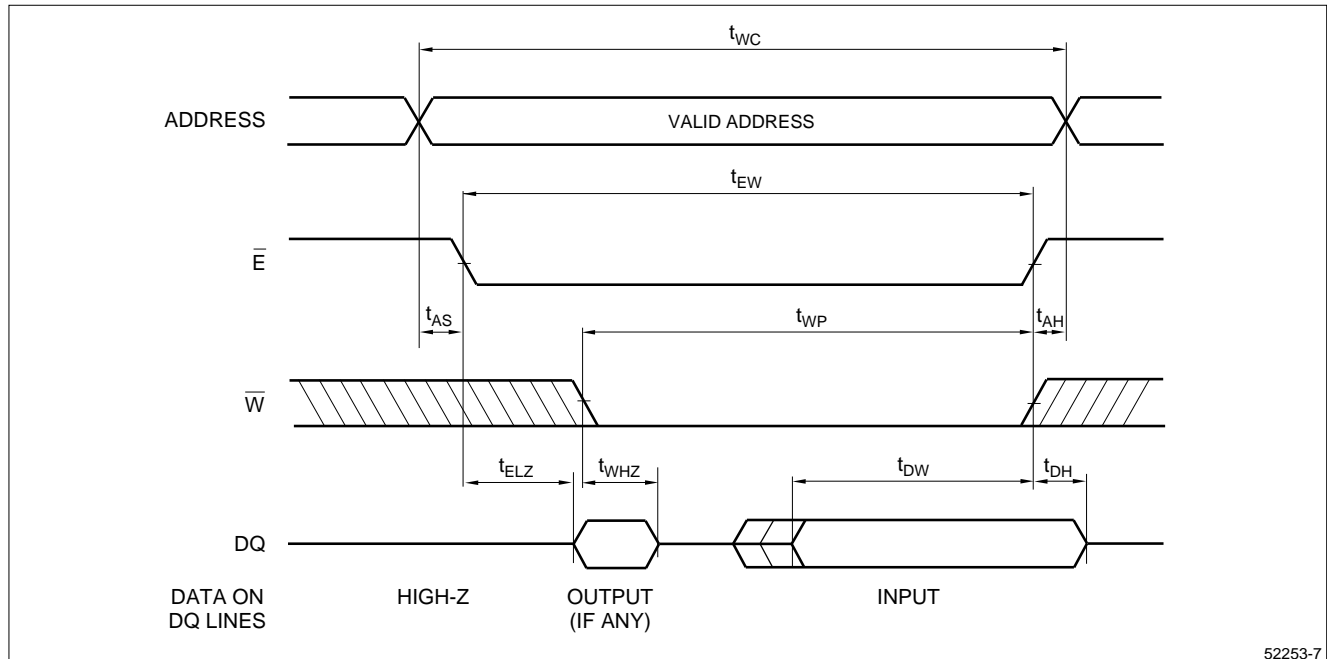 tWC
ADDRESS
VALID ADDRESS
tEW
E̅
tAS
tWP
tAH
W̅
tELZ
tWHZ
tDW
tDH
DQ
DATA ON
DQ LINES
HIGH-Z
OUTPUT
(IF ANY)
INPUT
52253-7